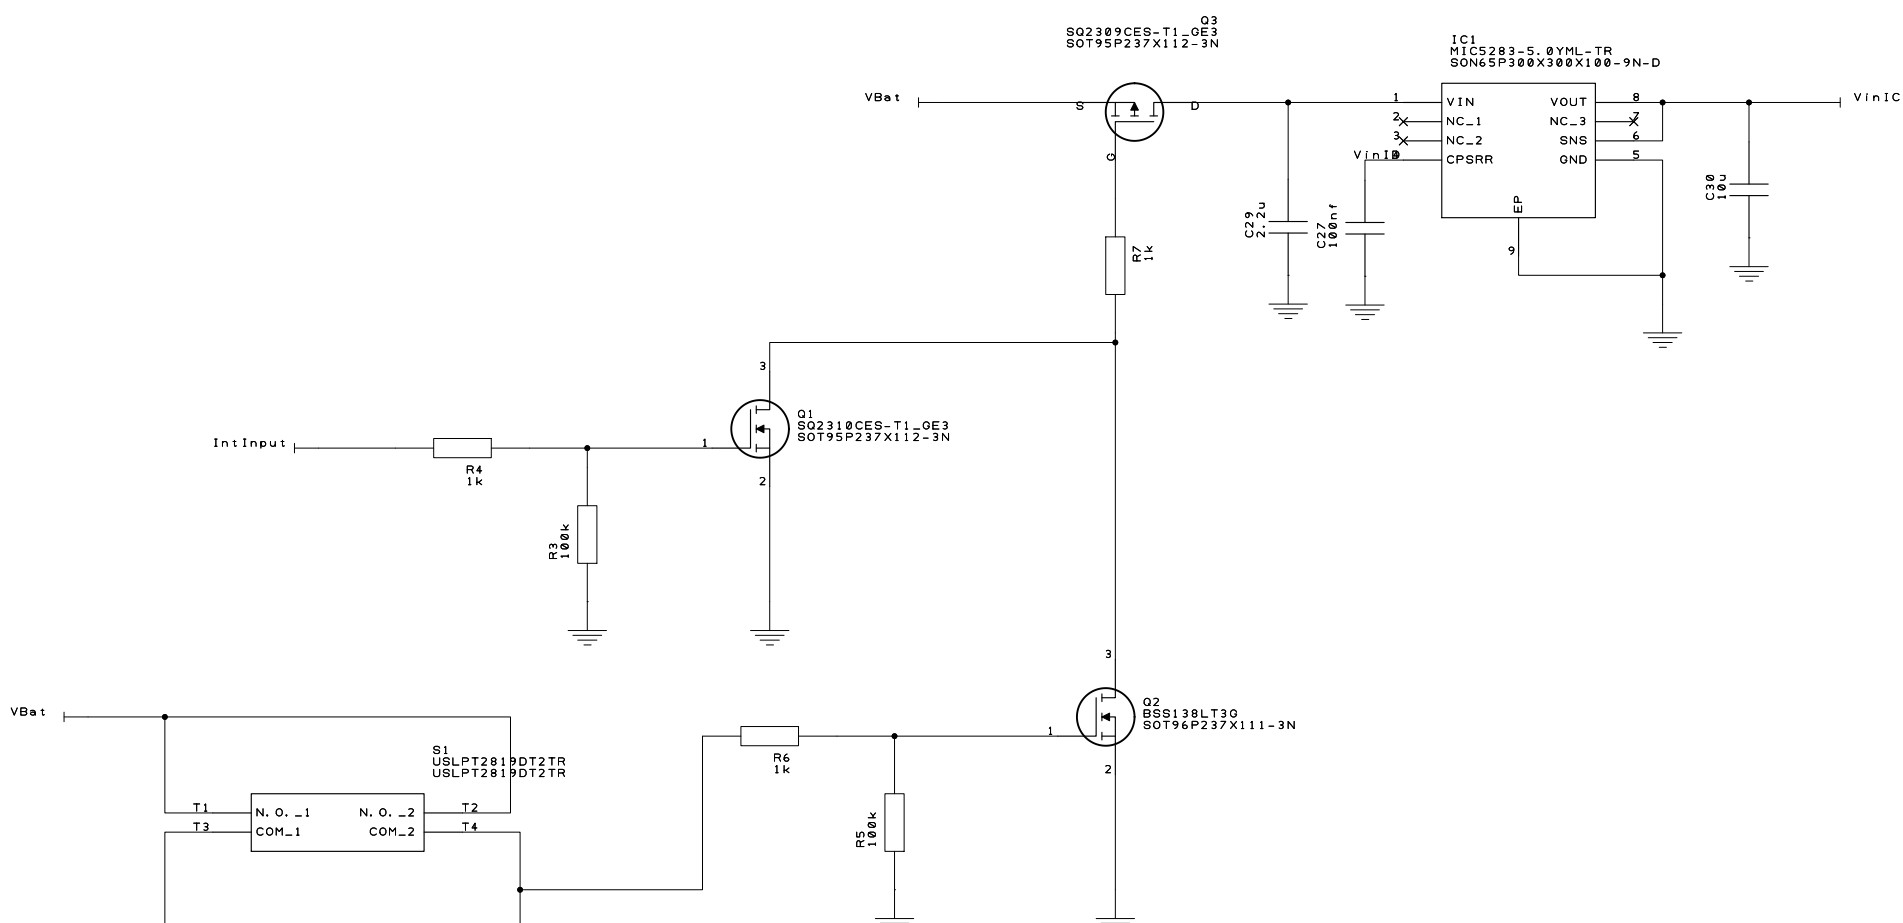 Q3
SQ2309CES-T1_GE3
SOT95P237X112-3N
IC1
MIC5283-5.0YML-TR
SON65P300X300X100-9N-D
VBat
S
D
G
1
VIN
VOUT
8
VinIC
2
NC_1
NC_3
7
3
NC_2
SNS
6
CPSRR
GND
5
EP
9
C29
2.2u
C27
100nf
C30
10u
R7
1k
3
Q1
SQ2310CES-T1_GE3
SOT95P237X112-3N
IntInput
1
R4
1k
2
R3
100k
3
VBat
Q2
BSS138LT3G
SOT96P237X111-3N
1
S1
USLPT2819DT2TR
USLPT2819DT2TR
R6
1k
2
T1
N.O._1
N.O._2
T2
T3
COM_1
COM_2
T4
R5
100k